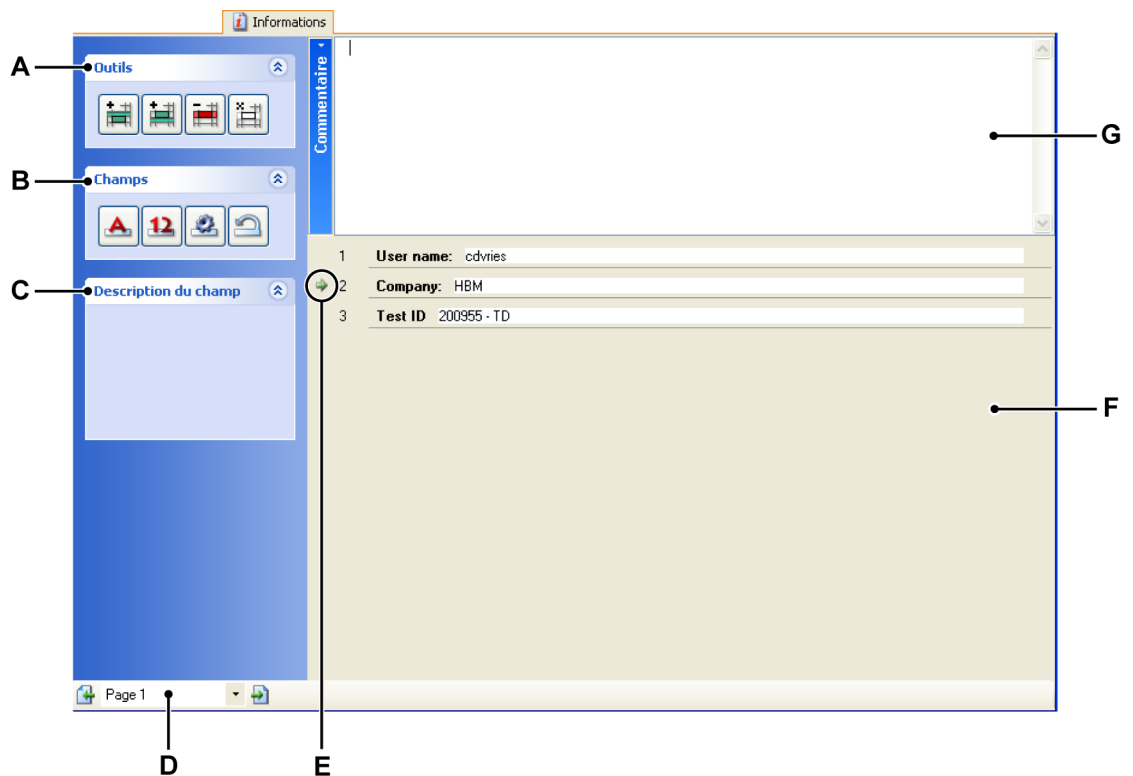 Informations
A
Outils
Commentaire
G
B
Champs
A 12
1 User name: cdvries
C
Description du champ
2 Company: HBM
3 Test ID 200955 - TD
F
Page 1
D
E